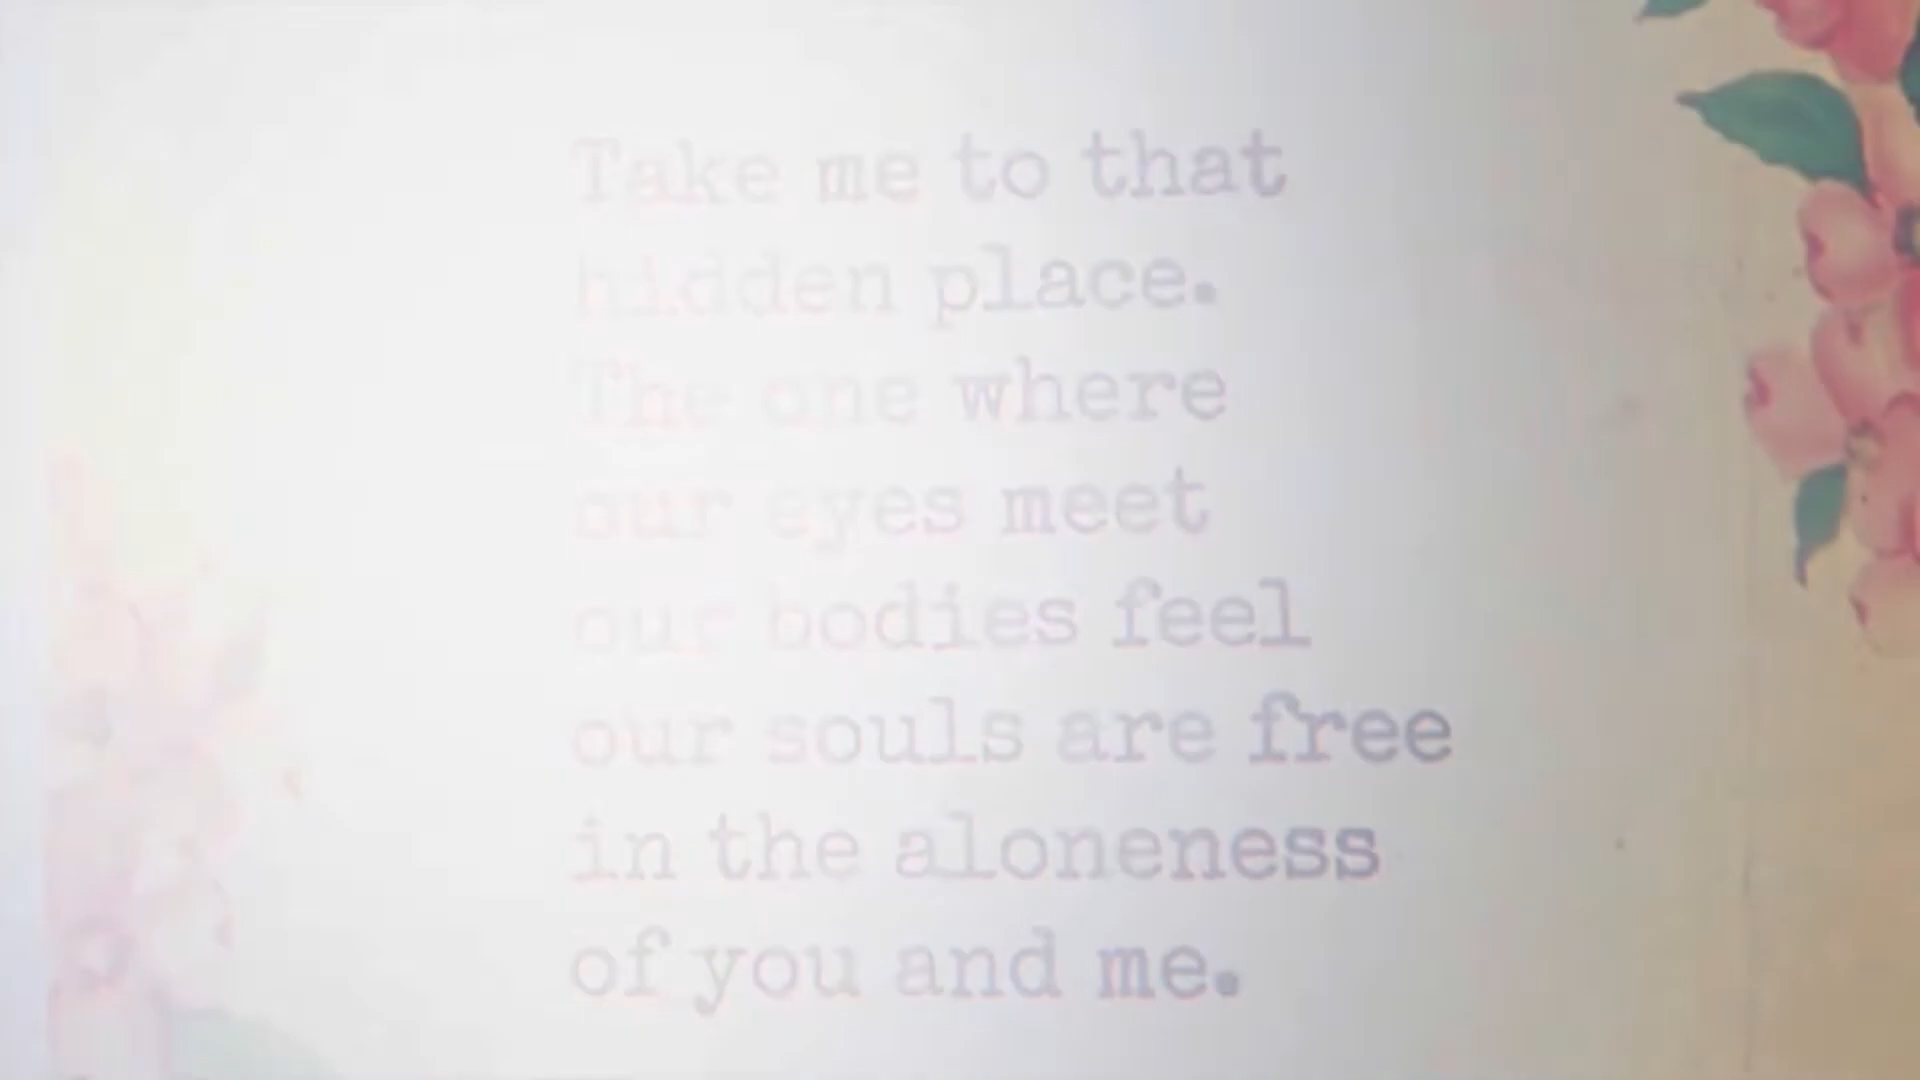 Take me to that
hidden place.
The one where
our eyes meet
our bodies feel
our souls are free
in the aloneness
of you and me.